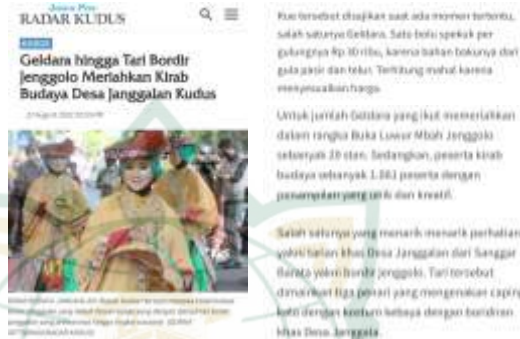 Jawa Pos
RADAR KUDUS
KUDUS
Geldara hingga Tari Bordir
Jenggolo Meriahkan Kirab
Budaya Desa Janggalan Kudus
Kue tersebut disajikan saat ada momen tertentu,
salah satunya Geldara. Satu bolu spekuk per
gulungnya Rp 30 ribu, karena bahan bakunya dari
gula pasir dan telur. Terhitung mahal karena
menyesuaikan harga.
Untuk jumlah Geldara yang ikut memeriahkan
dalam rangka Buka Luwur Mbah Jenggolo
sebanyak 29 stan. Sedangkan, peserta kirab
budaya sebanyak peserta dengan
penampilan yang unik dan kreatif.
Salah satunya yang menarik menarik perhatian
yakni tarian khas Desa Janggalan dari Sanggar
Barata yakni bordir jenggolo. Tari tersebut
dimainkan tiga penari yang mengenakan caping
kalo dengan kostum kebaya dengan bordiran
khas Desa Janggala.